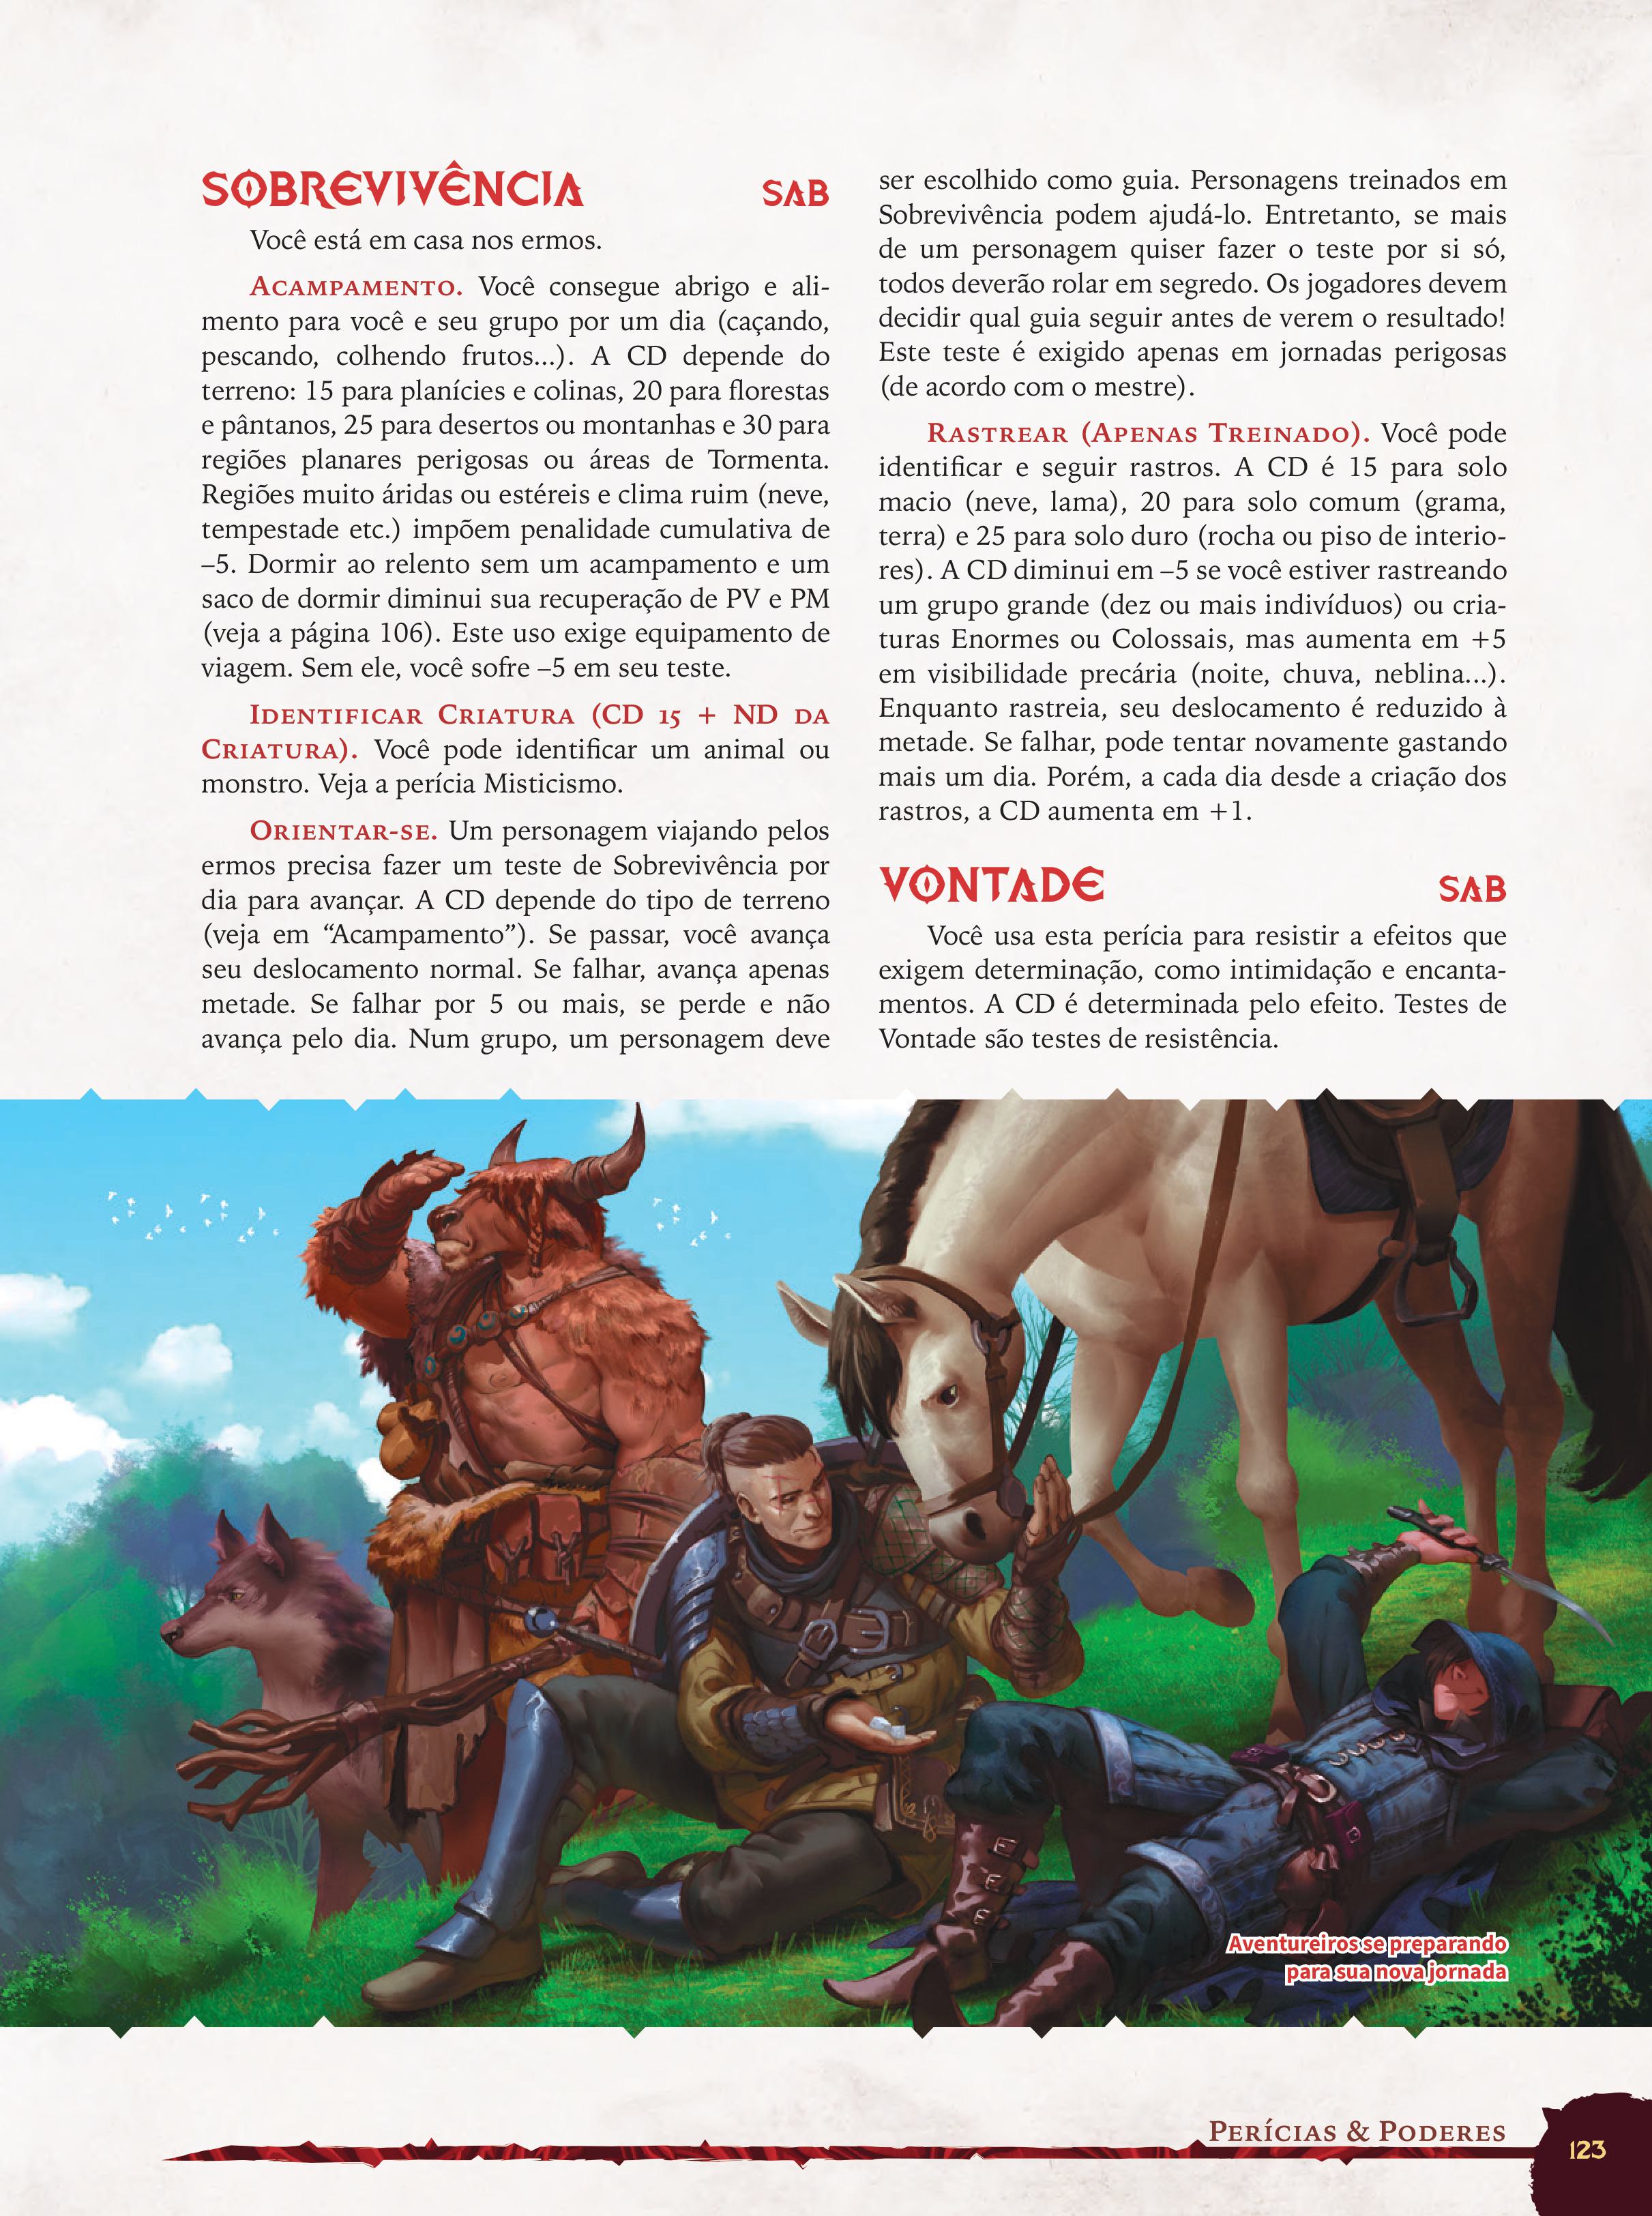 SOBREVIVÊNCIA SAB
Você está em casa nos ermos.
Acampamento. Você consegue abrigo e ali-
mento para você e seu grupo por um dia (caçando,
pescando, colhendo frutos...). A CD depende do
terreno: 15 para planícies e colinas, 20 para florestas
e pântanos, 25 para desertos ou montanhas e 30 para
regiões planares perigosas ou áreas de Tormenta.
Regiões muito áridas ou estéreis e clima ruim (neve,
tempestade etc.) impõem penalidade cumulativa de
–5. Dormir ao relento sem um acampamento e um
saco de dormir diminui sua recuperação de PV e PM
(veja a página 106). Este uso exige equipamento de
viagem. Sem ele, você sofre –5 em seu teste.
Identificar Criatura (CD 15 + ND da
Criatura). Você pode identificar um animal ou
monstro. Veja a perícia Misticismo.
Orientar-se. Um personagem viajando pelos
ermos precisa fazer um teste de Sobrevivência por
dia para avançar. A CD depende do tipo de terreno
(veja em “Acampamento”). Se passar, você avança
seu deslocamento normal. Se falhar, avança apenas
metade. Se falhar por 5 ou mais, se perde e não
avança pelo dia. Num grupo, um personagem deve
ser escolhido como guia. Personagens treinados em
Sobrevivência podem ajudá-lo. Entretanto, se mais
de um personagem quiser fazer o teste por si só,
todos deverão rolar em segredo. Os jogadores devem
decidir qual guia seguir antes de verem o resultado!
Este teste é exigido apenas em jornadas perigosas
(de acordo com o mestre).
Rastrear (Apenas Treinado). Você pode
identificar e seguir rastros. A CD é 15 para solo
macio (neve, lama), 20 para solo comum (grama,
terra) e 25 para solo duro (rocha ou piso de interio-
res). A CD diminui em –5 se você estiver rastreando
um grupo grande (dez ou mais indivíduos) ou cria-
turas Enormes ou Colossais, mas aumenta em +5
em visibilidade precária (noite, chuva, neblina...).
Enquanto rastreia, seu deslocamento é reduzido à
metade. Se falhar, pode tentar novamente gastando
mais um dia. Porém, a cada dia desde a criação dos
rastros, a CD aumenta em +1.
VONTADE SAB
Você usa esta perícia para resistir a efeitos que
exigem determinação, como intimidação e encanta-
mentos. A CD é determinada pelo efeito. Testes de
Vontade são testes de resistência.
Aventureiros se preparando
para sua nova jornada
Perícias & Poderes
123